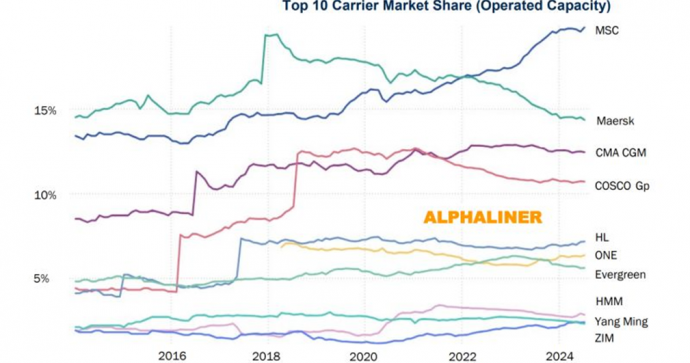 Top 10 Carrier Market Share (Operated Capacity)
MSC
15%
Maersk
CMA CGM
10%
COSCO Gp
ALPHALINER
HL
ONE
5%
Evergreen
HMM
Yang Ming
ZIM
2016 2018 2020 2022 2024